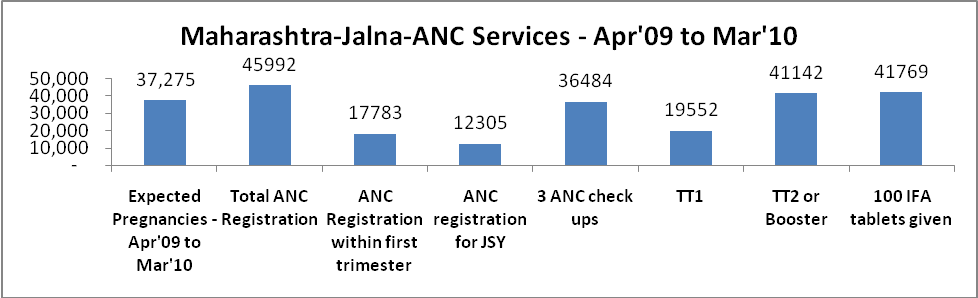 Maharashtra-Jalna-ANC Services - Apr'09 to Mar'10
50,000
40,000
30,000
20,000
10,000
-
37,275
45992
17783
12305
36484
19552
41142
41769
Expected
Pregnancies -
Apr'09 to
Mar'10
Total ANC
Registration
ANC
Registration
within first
trimester
ANC
registration
for JSY
3 ANC check
ups
TT1
TT2 or
Booster
100 IFA
tablets given